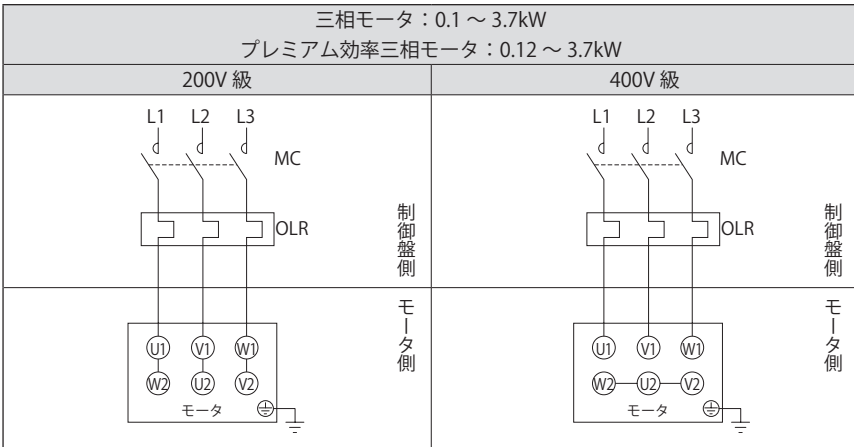 三相モータ：0.1 ～ 3.7kW
プレミアム効率三相モータ：0.12 ～ 3.7kW
200V 級
400V 級
L1 L2 L3
MC
OLR
制御盤側
モータ側
U1 V1 W1
W2 U2 V2
モータ
L1 L2 L3
MC
OLR
制御盤側
モータ側
U1 V1 W1
W2 U2 V2
モータ